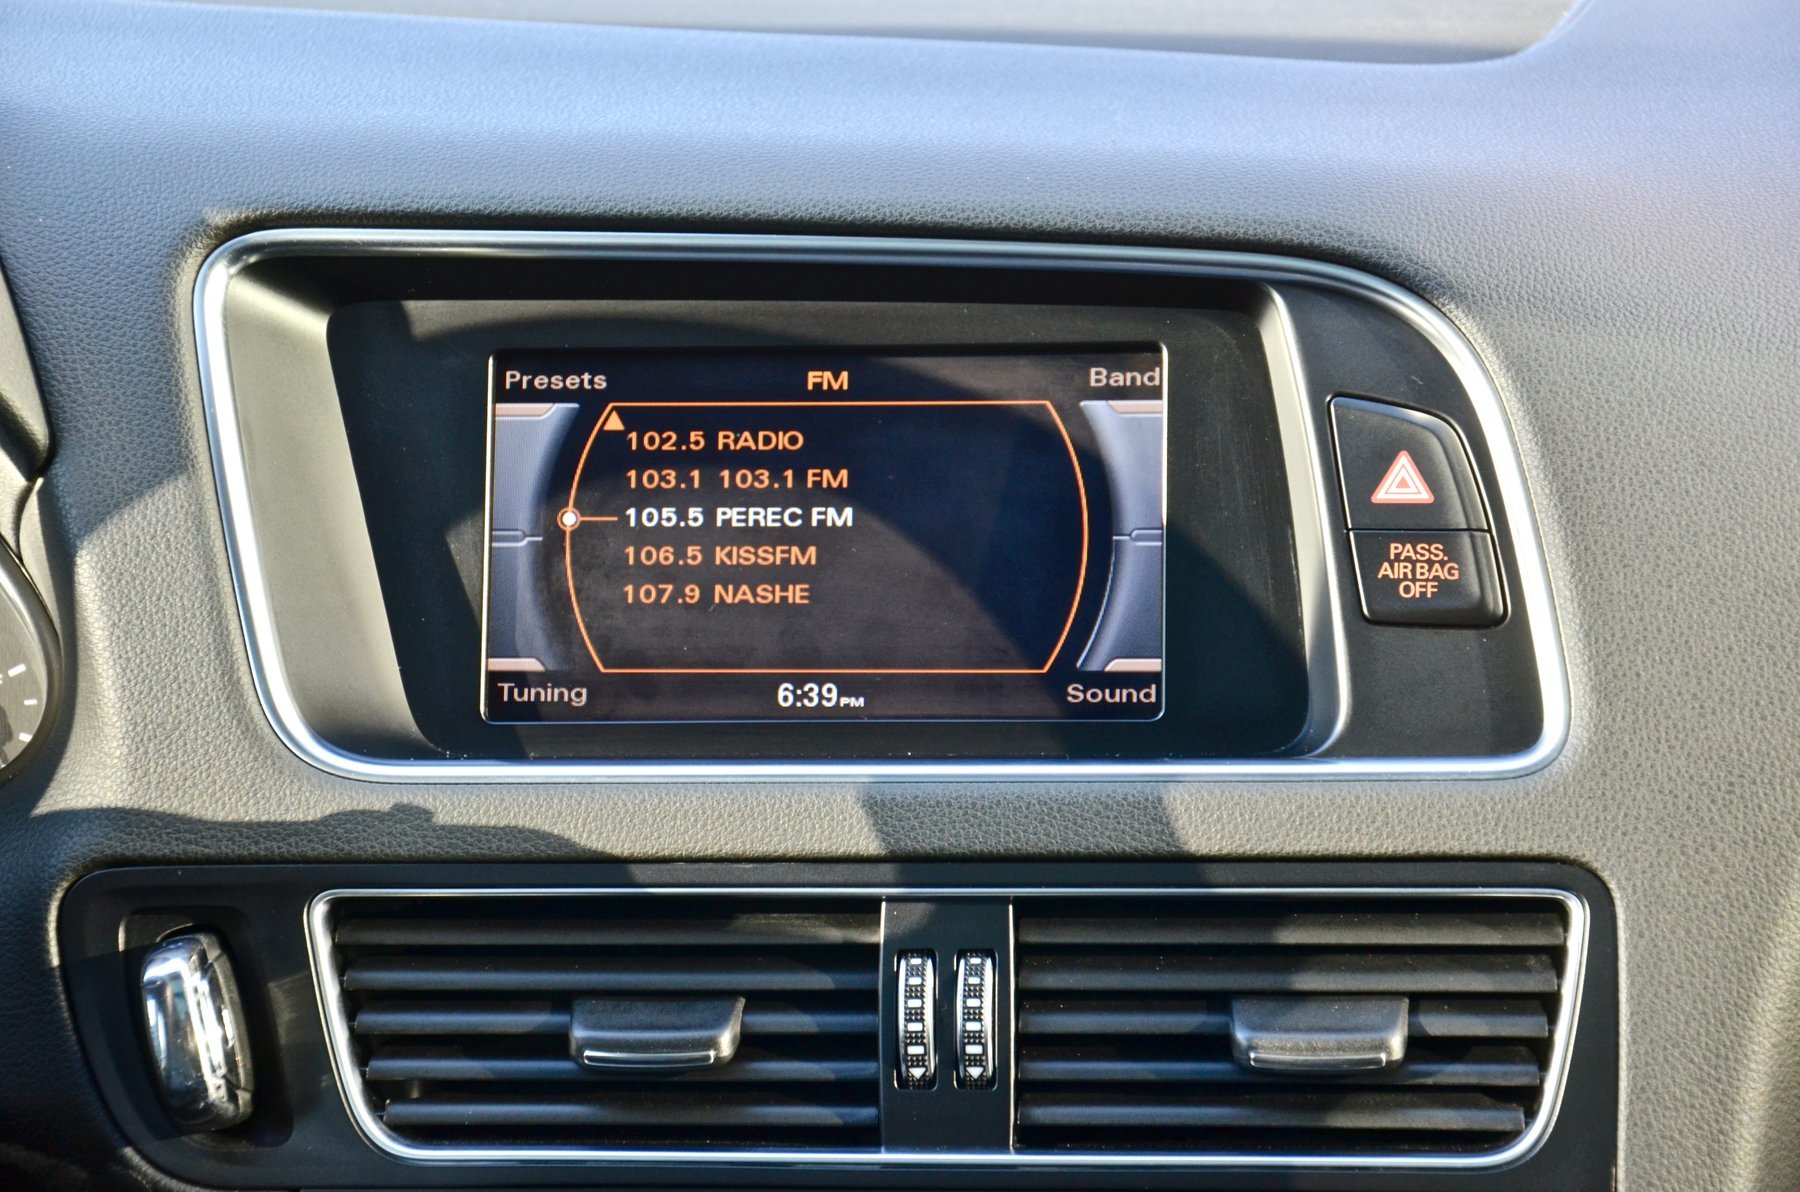 Presets FM Band
102.5 RADIO
103.1 103.1 FM
105.5 PEREC FM
106.5 KISSFM
107.9 NASHE
Tuning 6:39PM Sound
PASS.
AIR BAG
OFF